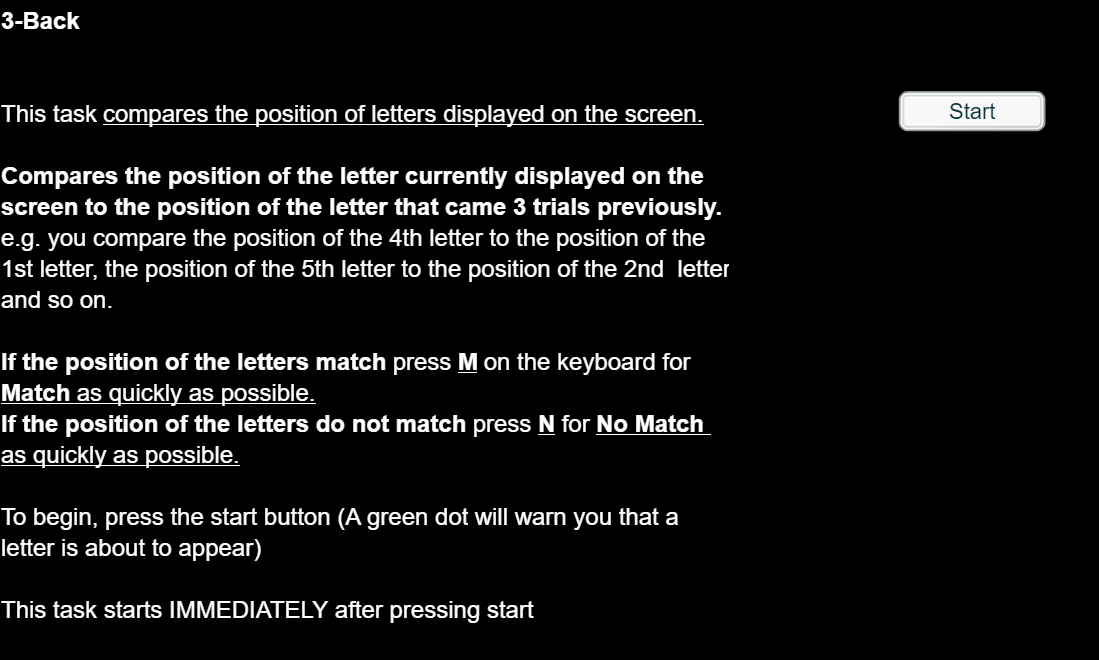 3-Back
This task compares the position of letters displayed on the screen.
Start
Compares the position of the letter currently displayed on the
screen to the position of the letter that came 3 trials previously.
e.g. you compare the position of the 4th letter to the position of the
1st letter, the position of the 5th letter to the position of the 2nd  letter
and so on.
If the position of the letters match press M on the keyboard for
Match as quickly as possible.
If the position of the letters do not match press N for No Match
as quickly as possible.
To begin, press the start button (A green dot will warn you that a
letter is about to appear)
This task starts IMMEDIATELY after pressing start